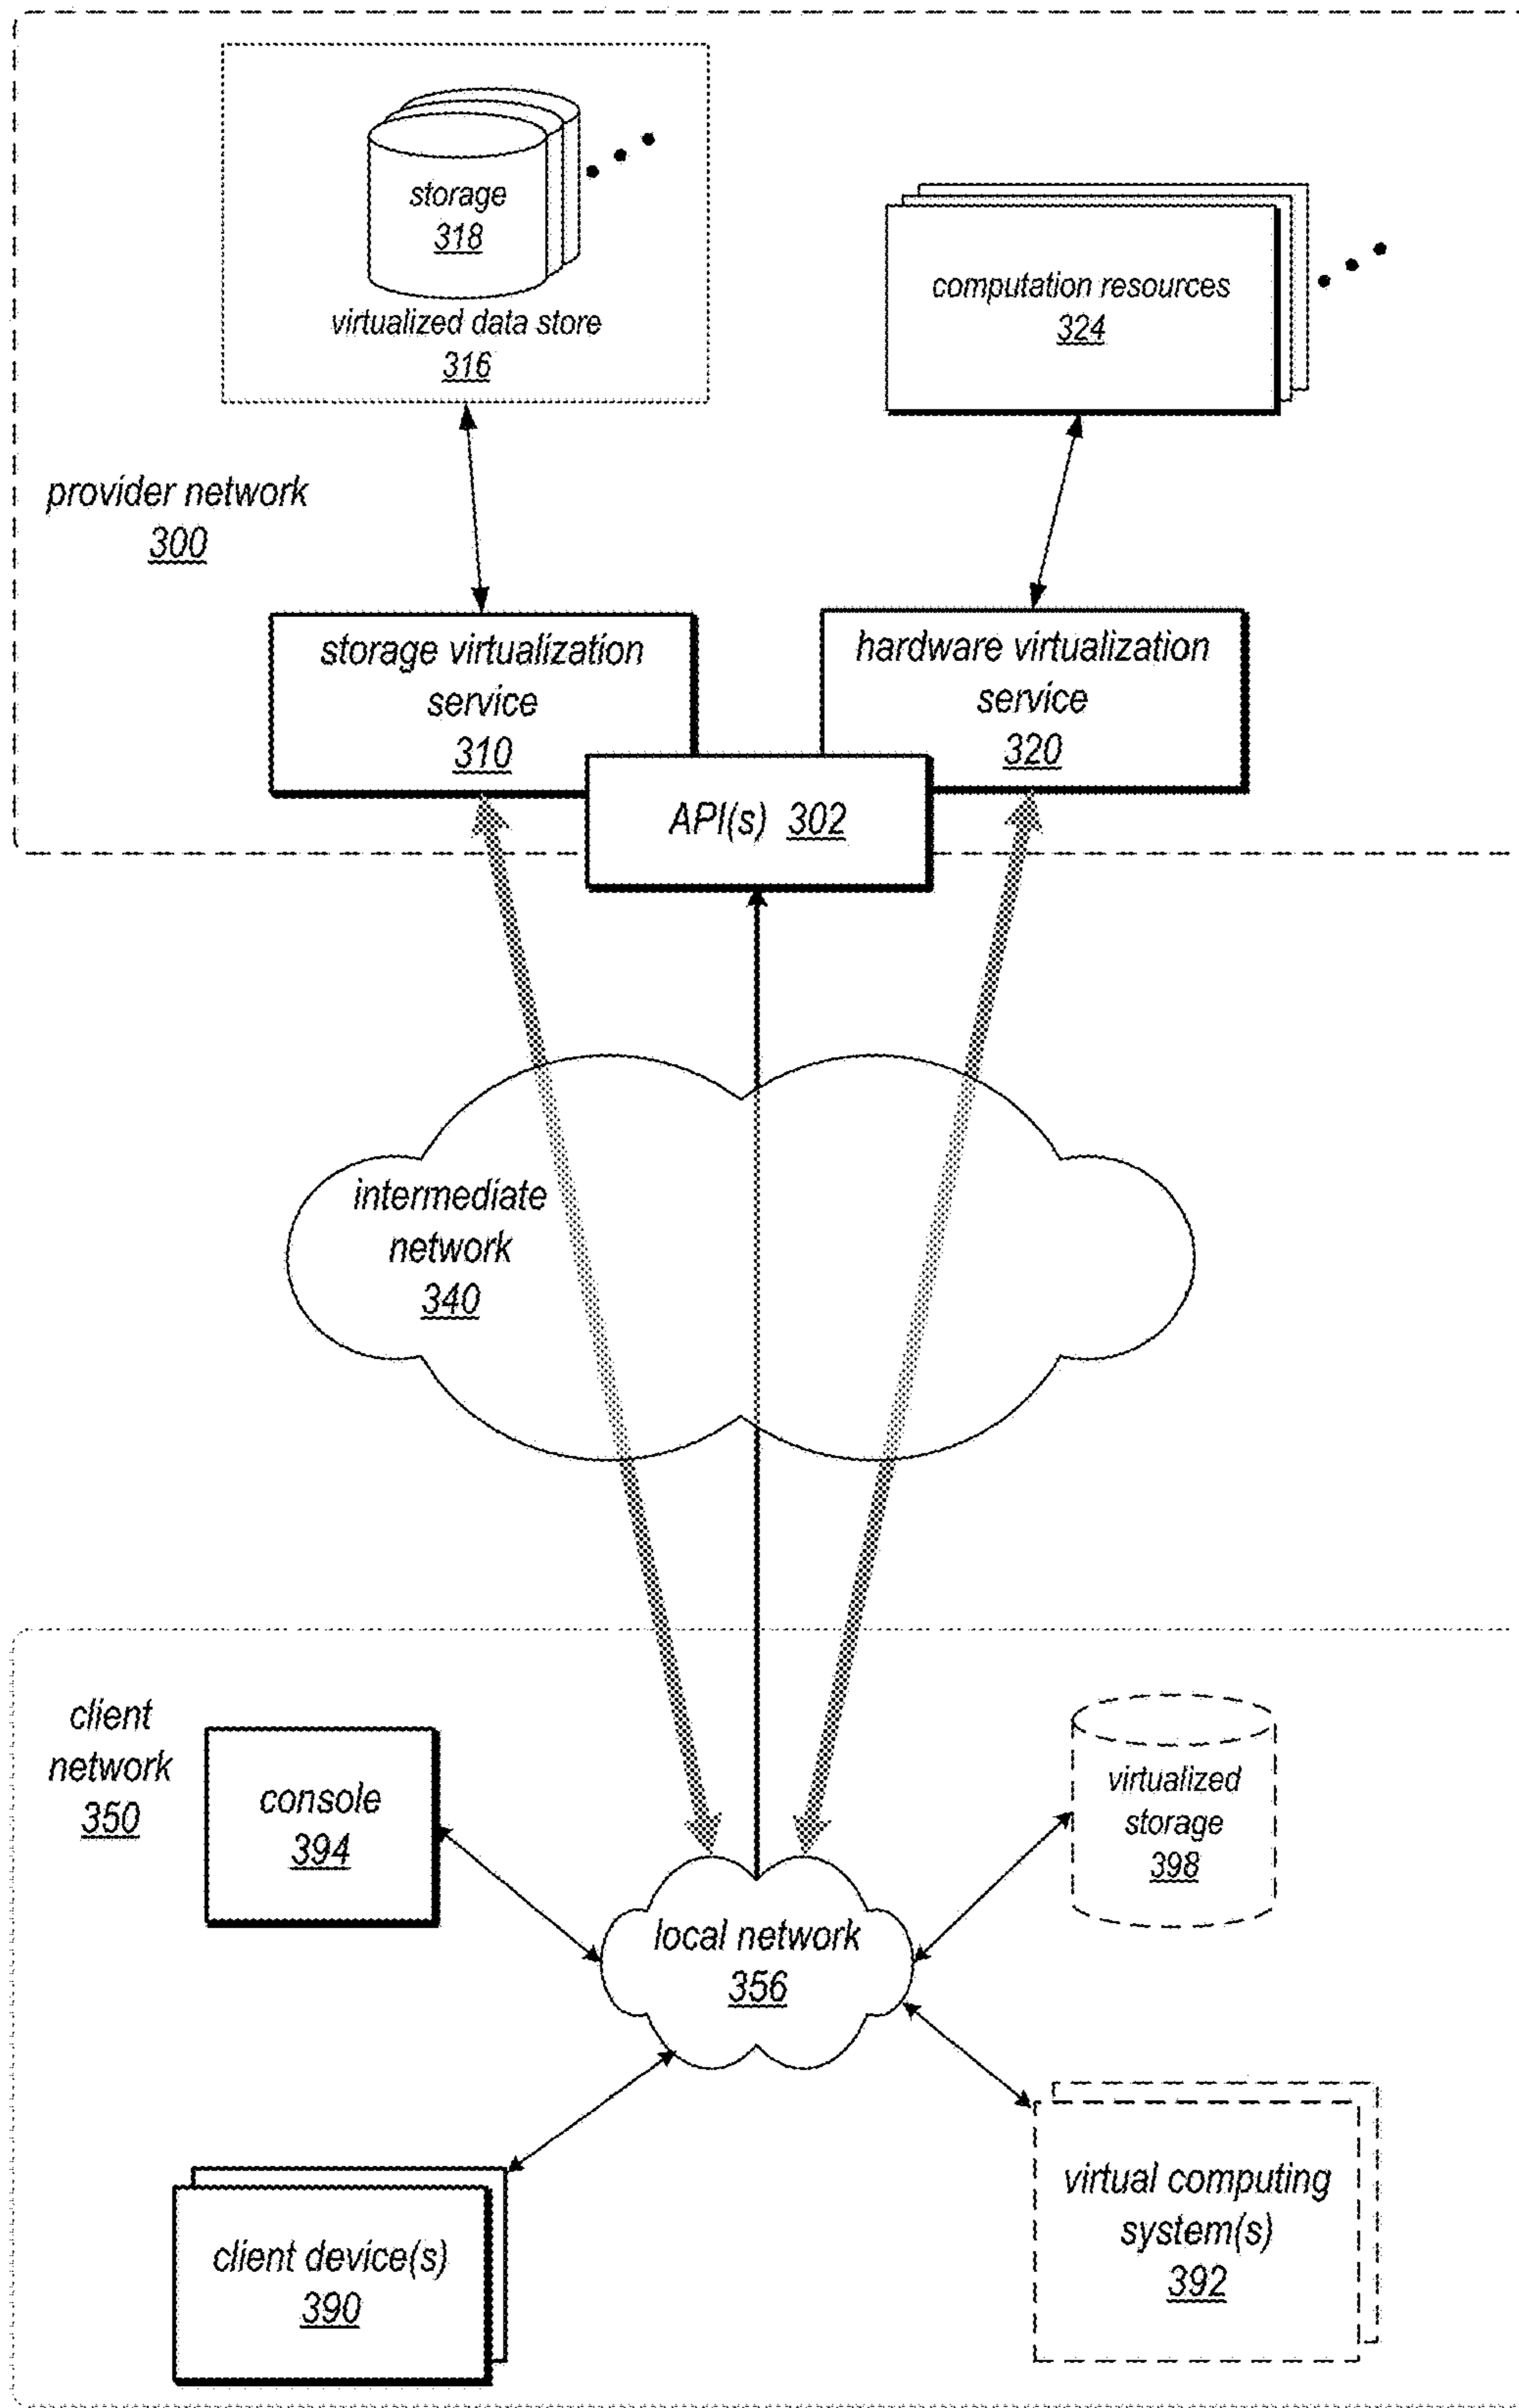 storage
318
virtualized data store
316
computation resources
324
provider network
300
storage virtualization
service
310
hardware virtualization
service
320
API(s) 302
intermediate
network
340
client
network
350
console
394
virtualized
storage
398
local network
356
client device(s)
390
virtual computing
system(s)
392